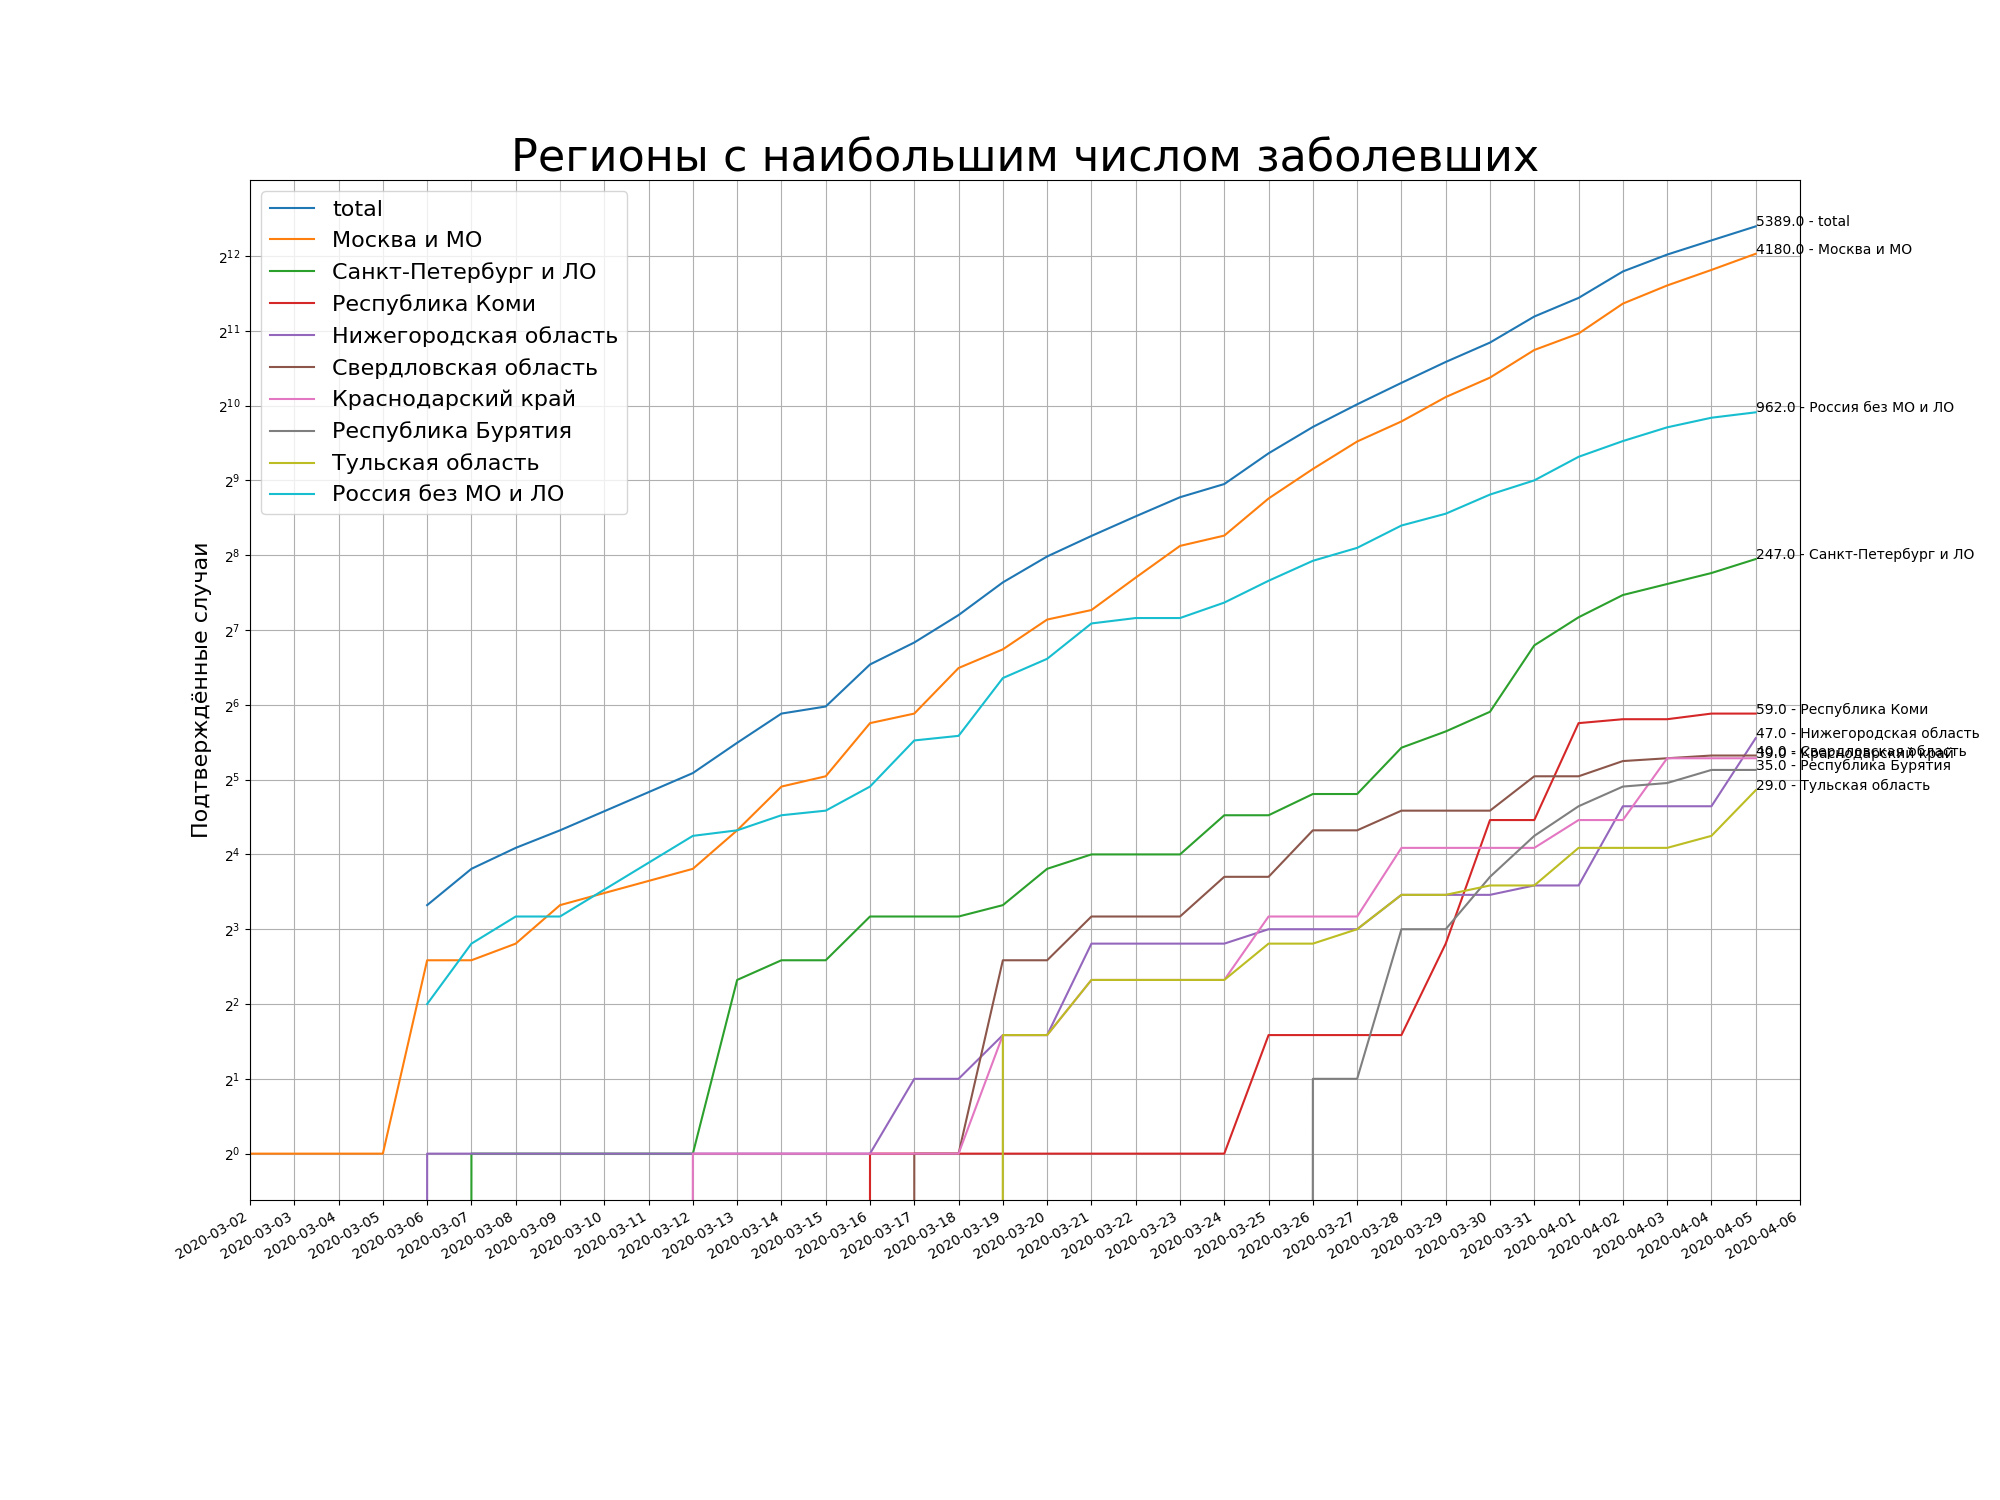 Регионы с наибольшим числом заболевших
total
Москва и МО
Санкт-Петербург и ЛО
Республика Коми
Нижегородская область
Свердловская область
Краснодарский край
Республика Бурятия
Тульская область
Россия без МО и ЛО
Подтверждённые случаи
2^12
2^11
2^10
2^9
2^8
2^7
2^6
2^5
2^4
2^3
2^2
2^1
2^0
5389.0 - total
4180.0 - Москва и МО
962.0 - Россия без МО и ЛО
247.0 - Санкт-Петербург и ЛО
59.0 - Республика Коми
47.0 - Нижегородская область
40.0 - Свердловская область
39.0 - Краснодарский край
35.0 - Республика Бурятия
29.0 - Тульская область
2020-03-02
2020-03-03
2020-03-04
2020-03-05
2020-03-06
2020-03-07
2020-03-08
2020-03-09
2020-03-10
2020-03-11
2020-03-12
2020-03-13
2020-03-14
2020-03-15
2020-03-16
2020-03-17
2020-03-18
2020-03-19
2020-03-20
2020-03-21
2020-03-22
2020-03-23
2020-03-24
2020-03-25
2020-03-26
2020-03-27
2020-03-28
2020-03-29
2020-03-30
2020-03-31
2020-04-01
2020-04-02
2020-04-03
2020-04-04
2020-04-05
2020-04-06